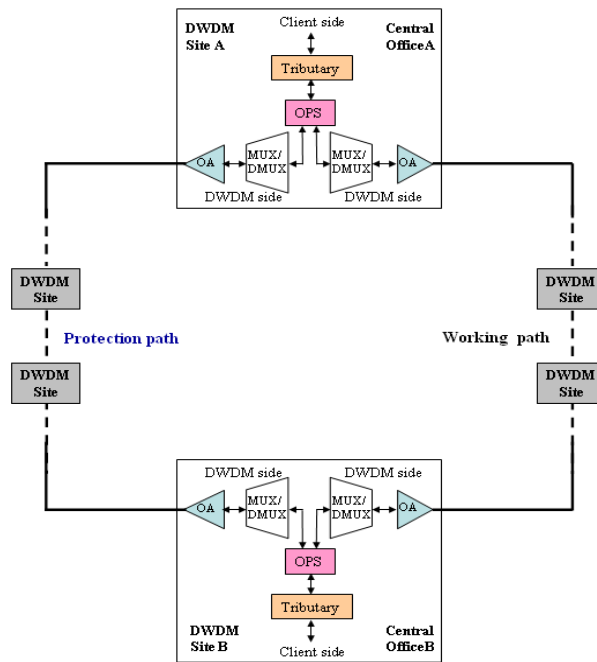 DWDM
Site A
Client side
Central
OfficeA
Tributary
OPS
OA
MUX/
DMUX
MUX/
DMUX
OA
DWDM side
DWDM side
DWDM
Site
DWDM
Site
Protection path
Working path
DWDM
Site
DWDM
Site
DWDM side
DWDM side
OA
MUX/
DMUX
MUX/
DMUX
OA
OPS
Tributary
DWDM
Site B
Client side
Central
OfficeB